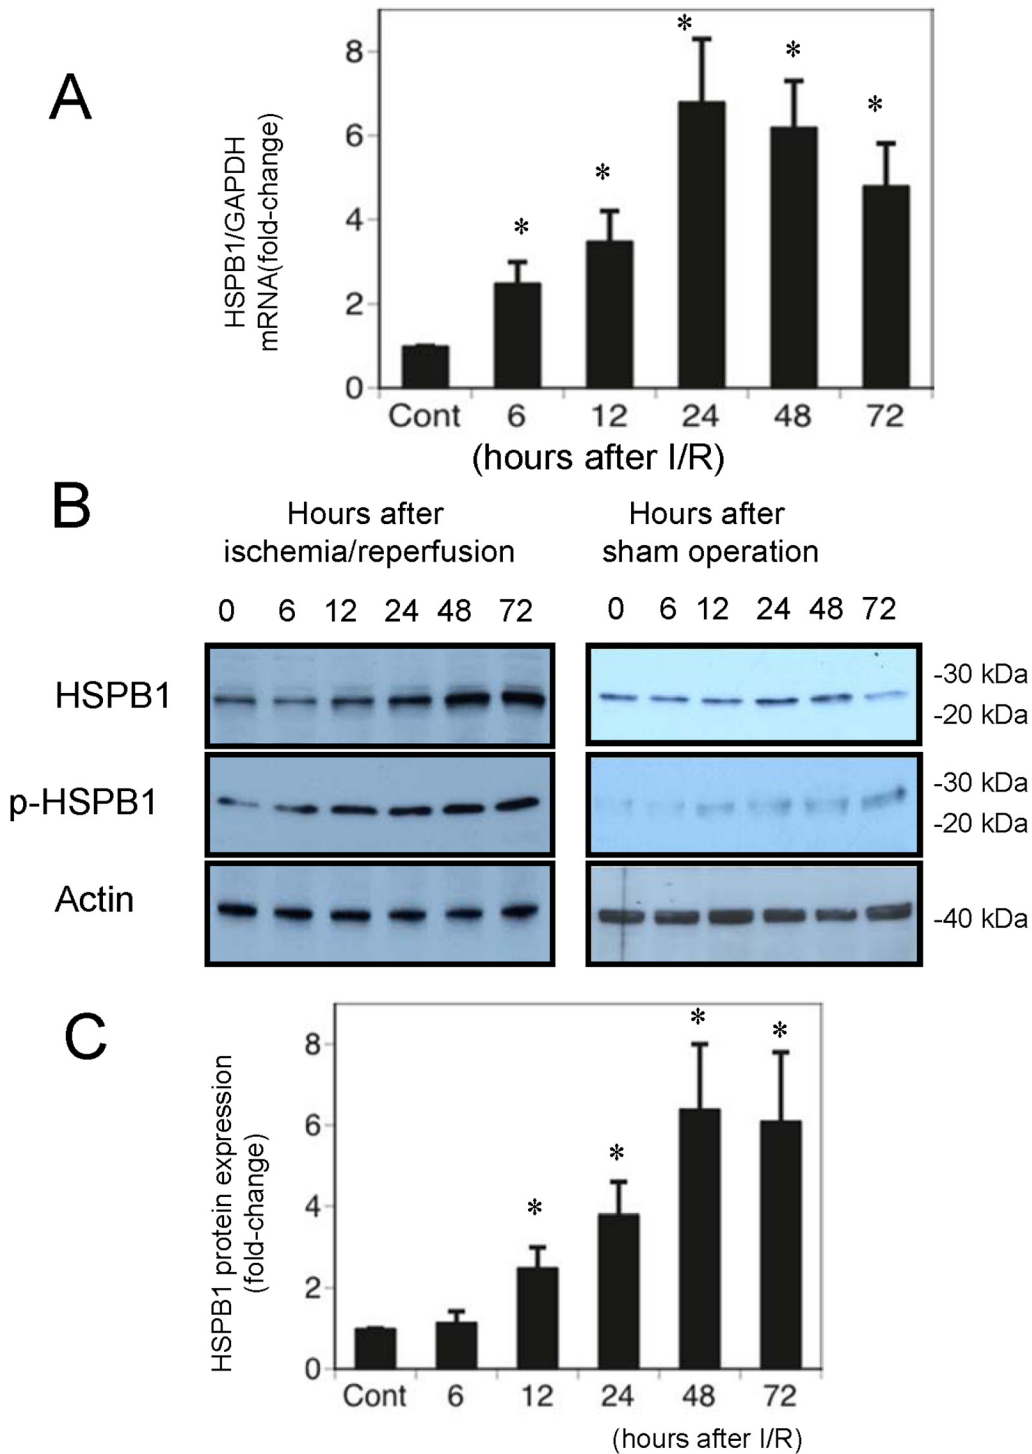 A
HSPB1/GAPDH
mRNA(fold-change)
8
6
4
2
0
*
*
*
*
*
Cont 6 12 24 48 72
(hours after I/R)
B
Hours after
ischemia/reperfusion
Hours after
sham operation
0 6 12 24 48 72
0 6 12 24 48 72
HSPB1
-30 kDa
-20 kDa
p-HSPB1
-30 kDa
-20 kDa
Actin
-40 kDa
C
HSPB1 protein expression
(fold-change)
8
6
4
2
0
*
*
*
*
Cont 6 12 24 48 72
(hours after I/R)